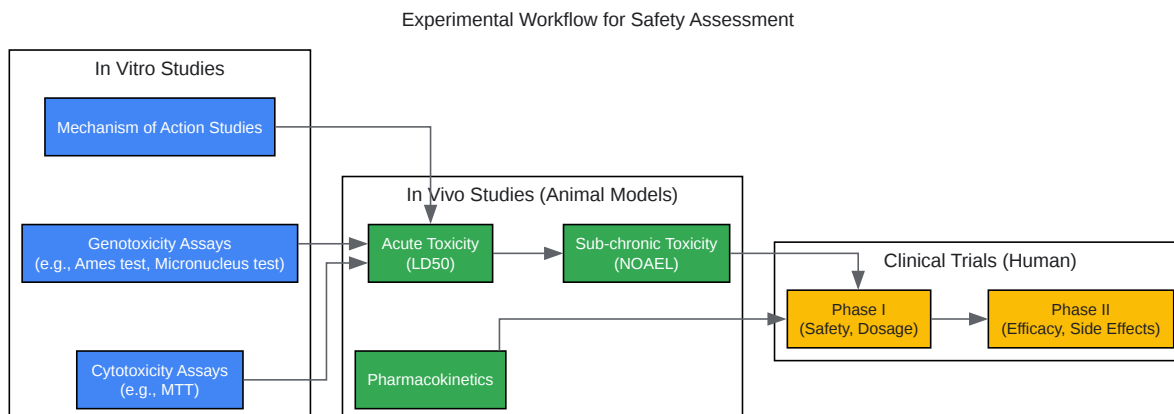 Experimental Workflow for Safety Assessment
In Vitro Studies
Mechanism of Action Studies
Genotoxicity Assays
(e.g., Ames test, Micronucleus test)
Cytotoxicity Assays
(e.g., MTT)
In Vivo Studies (Animal Models)
Acute Toxicity
(LD50)
Sub-chronic Toxicity
(NOAEL)
Pharmacokinetics
Clinical Trials (Human)
Phase I
(Safety, Dosage)
Phase II
(Efficacy, Side Effects)